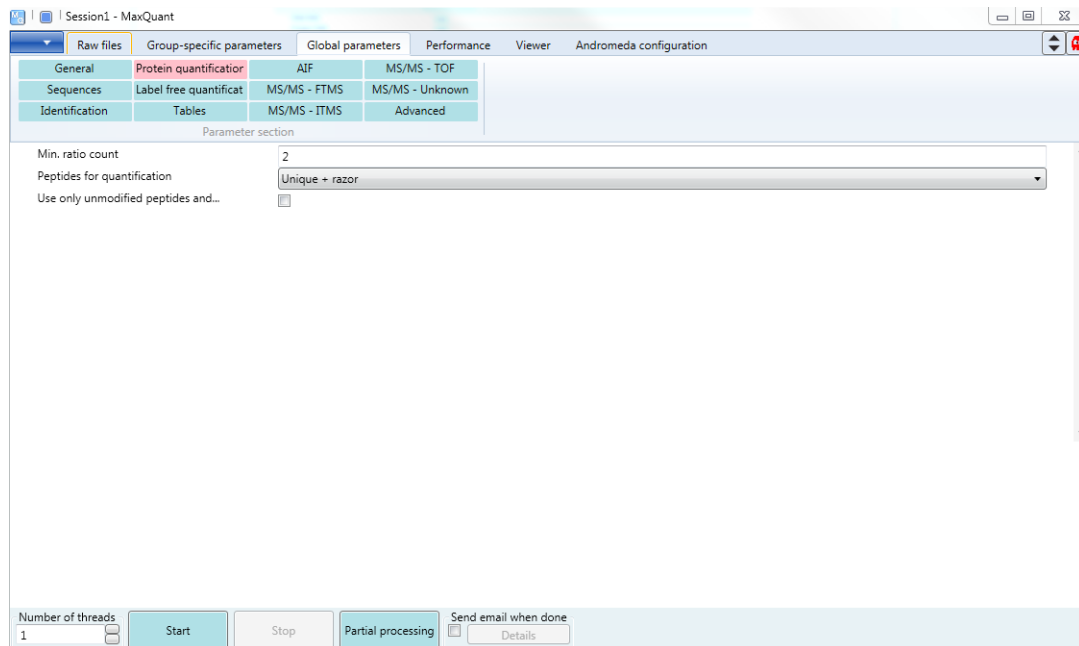 Session1 - MaxQuant
Raw files Group-specific parameters Global parameters Performance Viewer Andromeda configuration
General Protein quantificatior AIF MS/MS - TOF
Sequences Label free quantificat MS/MS - FTMS MS/MS - Unknown
Identification Tables MS/MS - ITMS Advanced
Parameter section
Min. ratio count 2
Peptides for quantification Unique + razor
Use only unmodified peptides and...
Number of threads
1
Start
Stop
Partial processing
Send email when done
Details